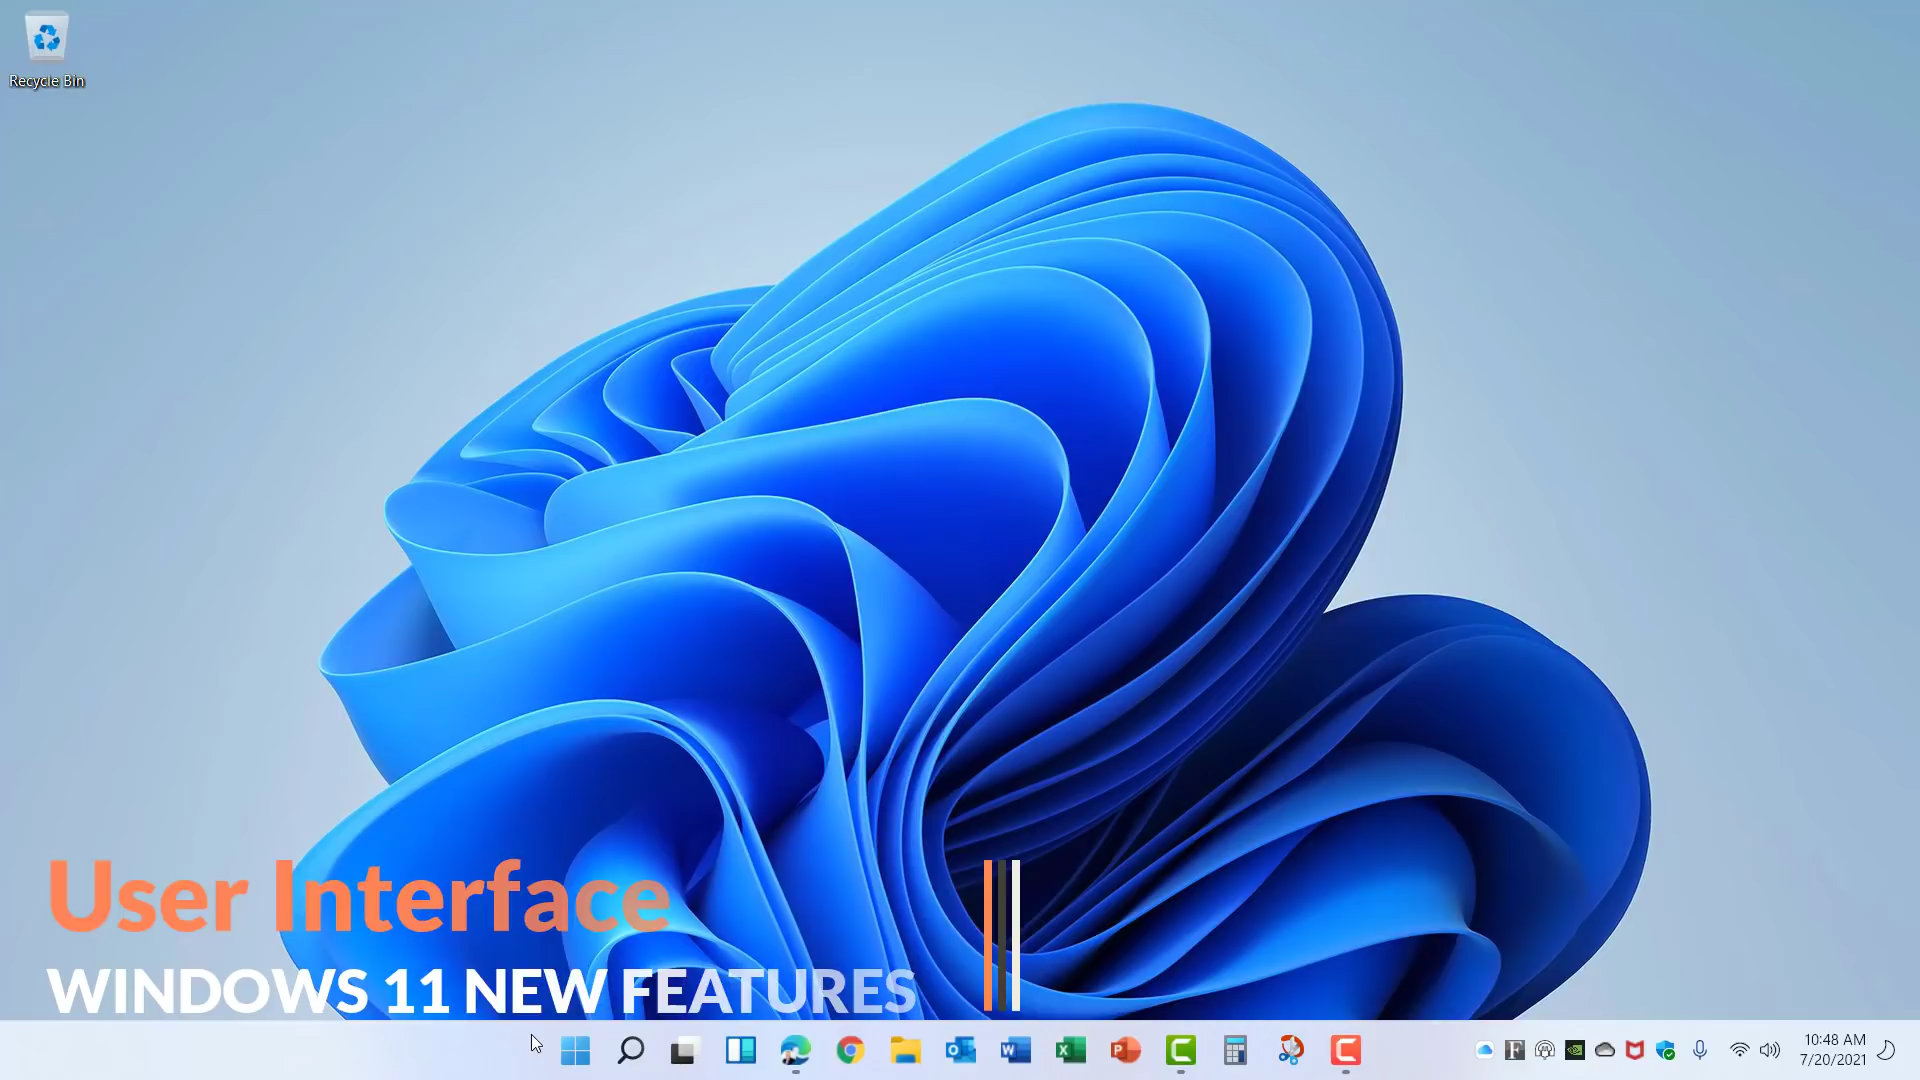 Recycle Bin
User Interface
WINDOWS 11 NEW FEATURES
10:48 AM
7/20/2021